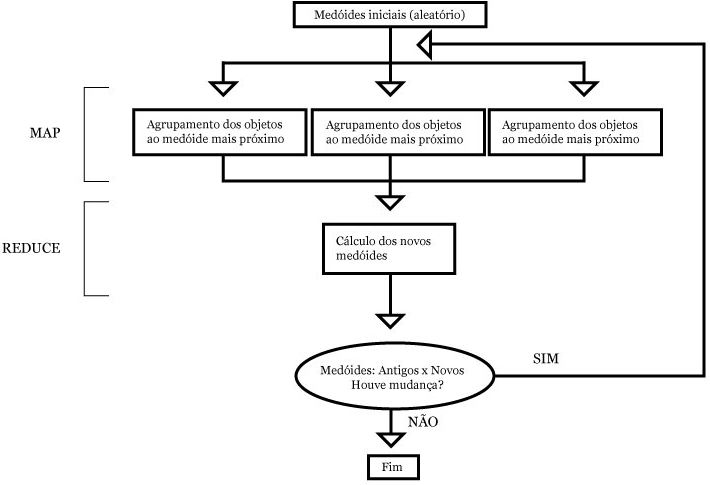 Medóides iniciais (aleatório)
MAP
Agrupamento dos objetos
ao medóide mais próximo
Agrupamento dos objetos
ao medóide mais próximo
Agrupamento dos objetos
ao medóide mais próximo
REDUCE
Cálculo dos novos
medóides
Medóides: Antigos x Novos
Houve mudança?
SIM
NÃO
Fim